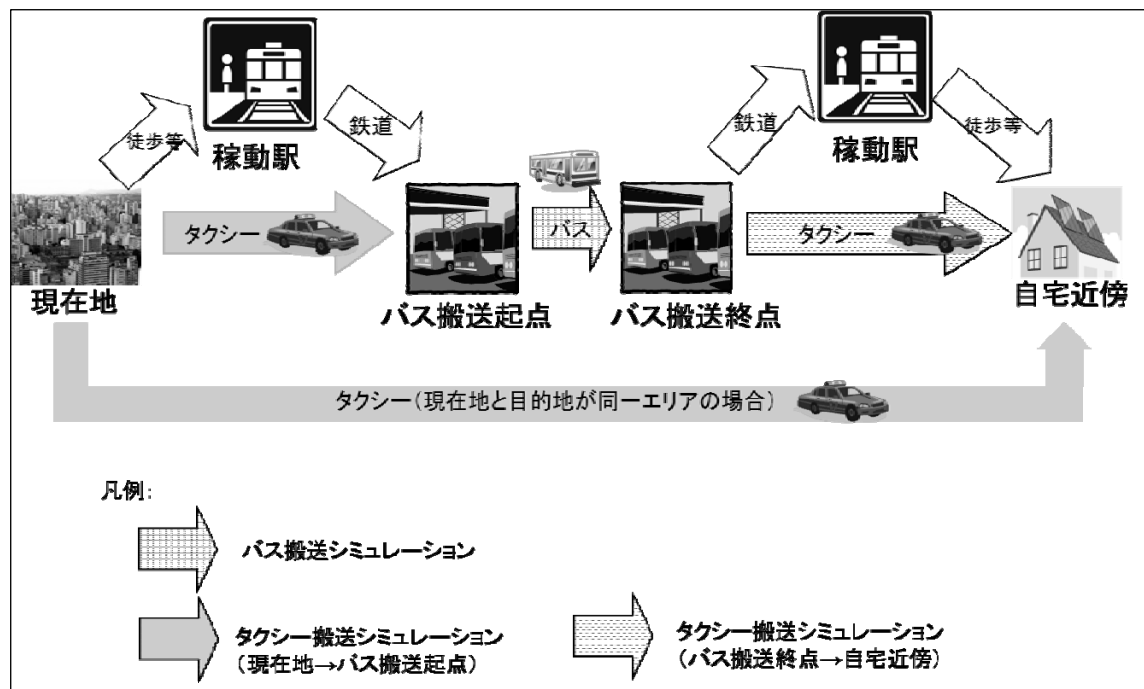 徒歩等
稼動駅
鉄道
鉄道
稼動駅
徒歩等
現在地
タクシー
バス搬送起点
バス
バス搬送終点
タクシー
自宅近傍
タクシー(現在地と目的地が同一エリアの場合)
凡例:
バス搬送シミュレーション
タクシー搬送シミュレーション
(現在地→バス搬送起点)
タクシー搬送シミュレーション
(バス搬送終点→自宅近傍)